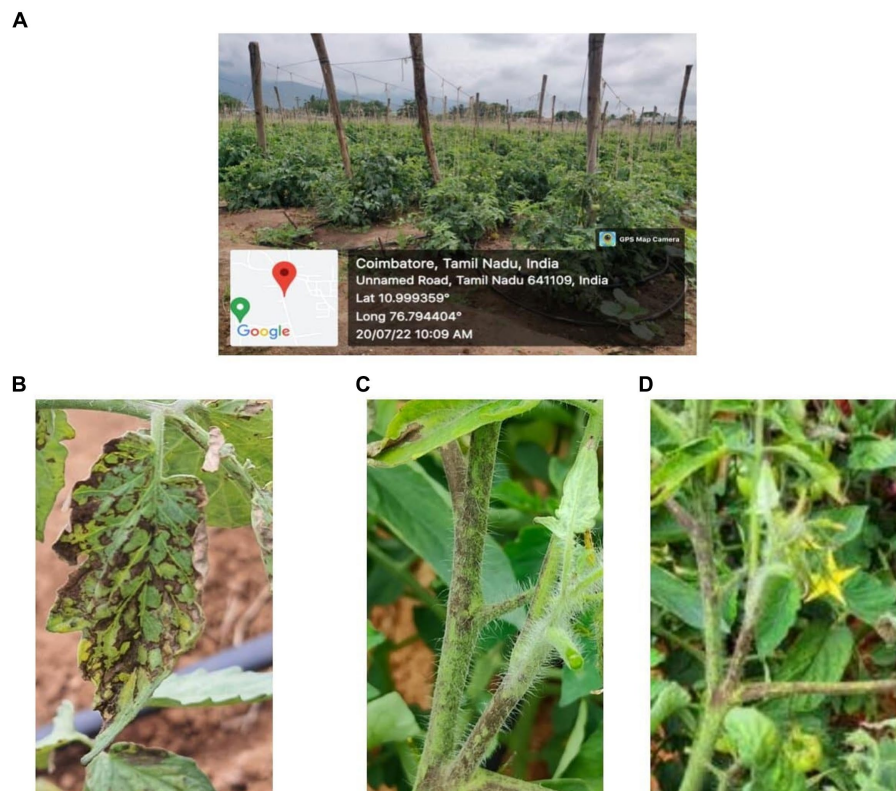 A
GPS Map Camera
Coimbatore, Tamil Nadu, India
Unnamed Road, Tamil Nadu 641109, India
Lat 10.999359°
Long 76.794404°
20/07/22 10:09 AM
Google
B
C
D